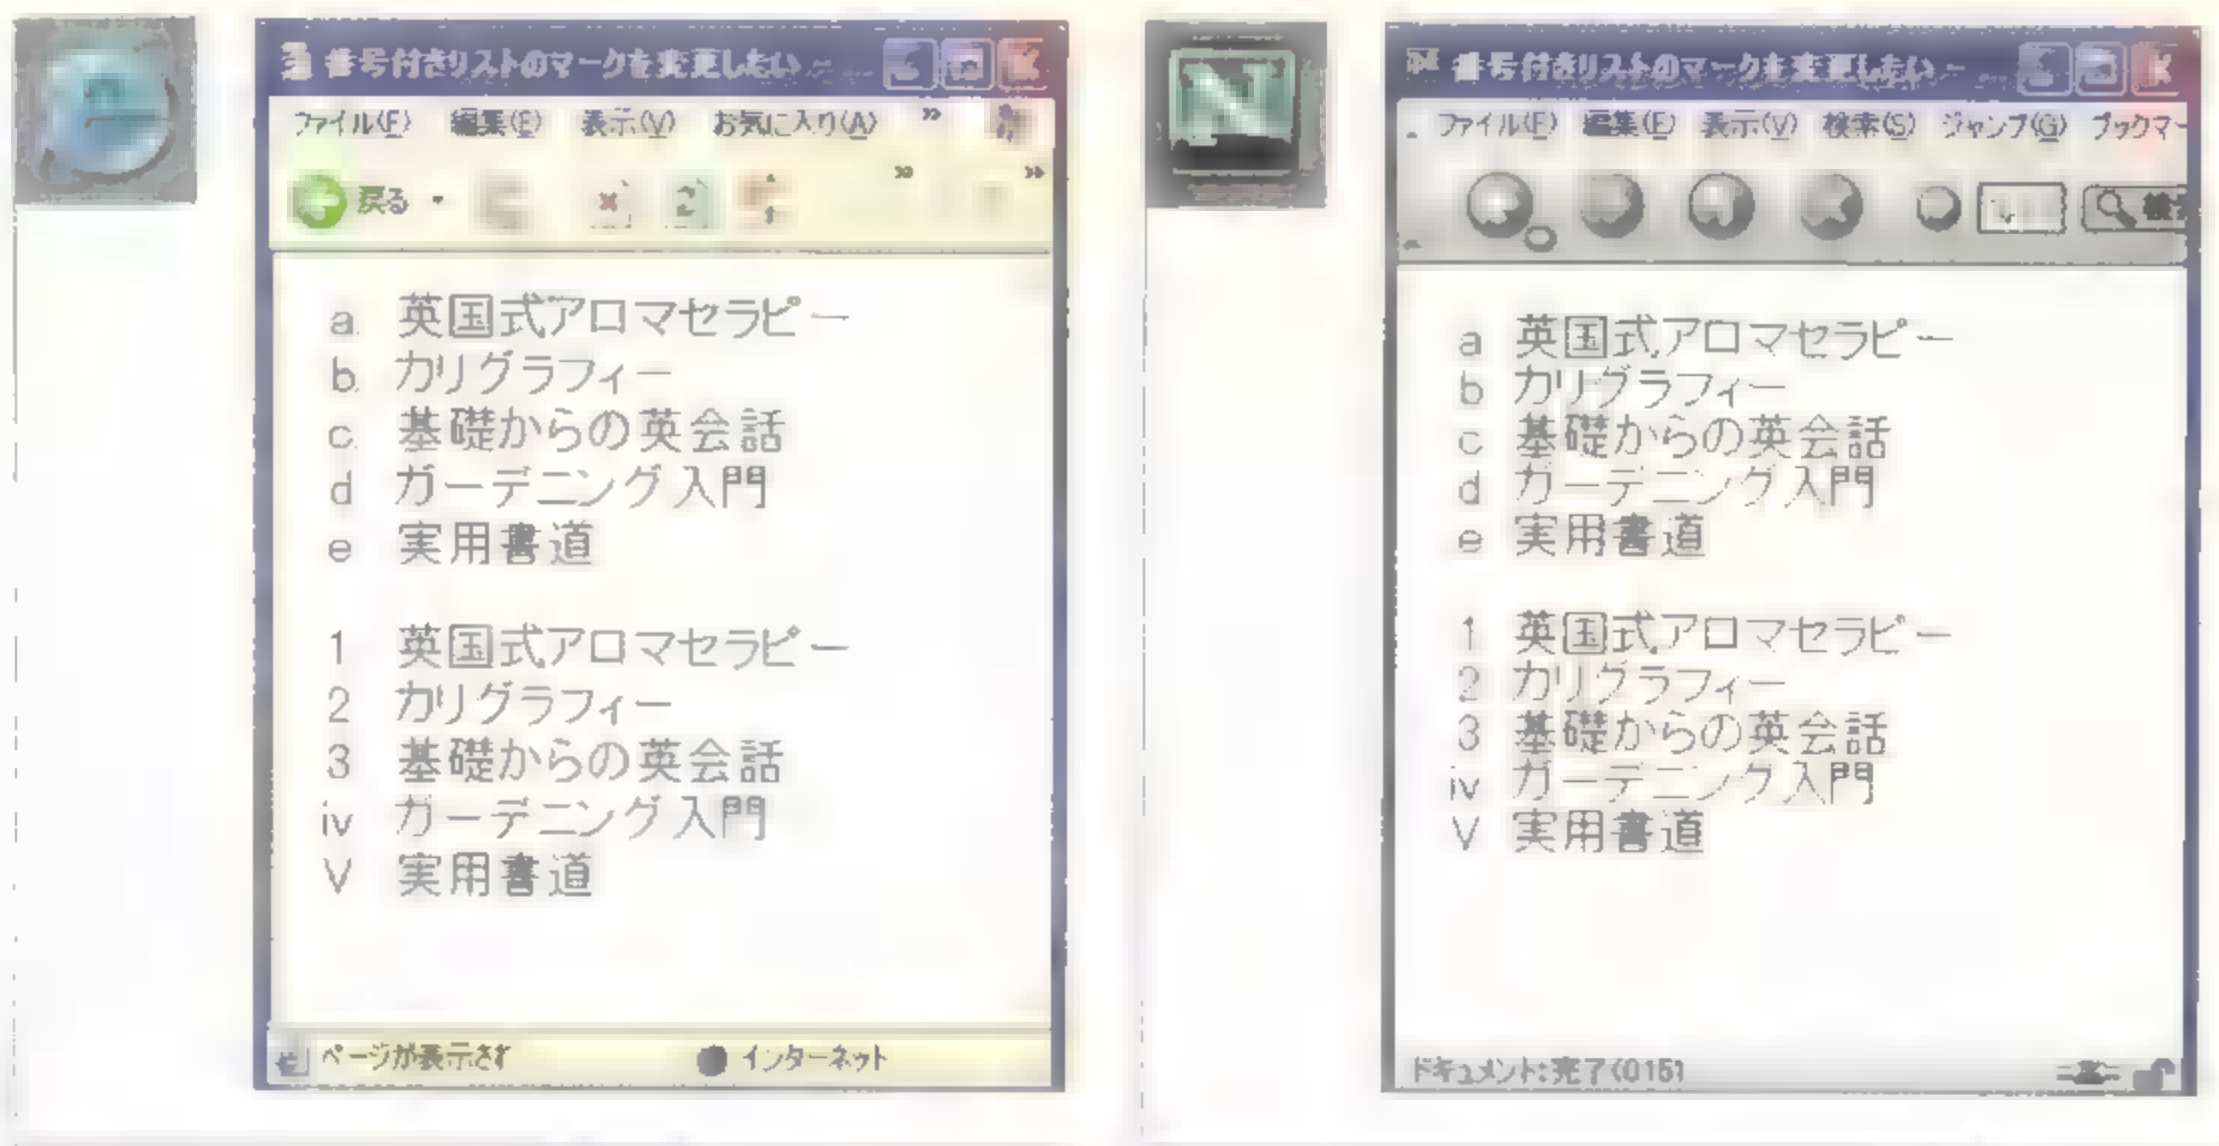 番号付きリストのマークを変更したい
ファイル(F) 編集(E) 表示(V) お気に入り(A) »
戻る
a. 英国式アロマセラピー
b. カリグラフィー
c. 基礎からの英会話
d ガーデニング入門
e 実用書道
1 英国式アロマセラピー
2 カリグラフィー
3 基礎からの英会話
iv ガーデニング入門
V 実用書道
ページが表示さ
インターネット
N
番号付きリストのマークを変更したい -
ファイル(F) 編集(E) 表示(V) 検索(S) ジャンプ(G) ブックマー
a 英国式アロマセラピー
b カリグラフィー
c 基礎からの英会話
d ガーデニング入門
e 実用書道
1 英国式アロマセラピー
2 カリグラフィー
3 基礎からの英会話
iv ガーデニング入門
V 実用書道
ドキュメント: 完了(015)